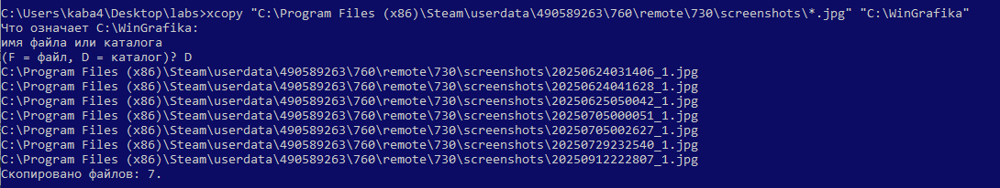 C:\Users\kaba4\Desktop\labs>xcopy "C:\Program Files (x86)\Steam\userdata\490589263\760\remote\730\screenshots\*.jpg" "C:\WinGrafika"
Что означает C:\WinGrafika:
имя файла или каталога
(F = файл, D = каталог)? D
C:\Program Files (x86)\Steam\userdata\490589263\760\remote\730\screenshots\20250624031406_1.jpg
C:\Program Files (x86)\Steam\userdata\490589263\760\remote\730\screenshots\20250624041628_1.jpg
C:\Program Files (x86)\Steam\userdata\490589263\760\remote\730\screenshots\20250625050042_1.jpg
C:\Program Files (x86)\Steam\userdata\490589263\760\remote\730\screenshots\20250705000051_1.jpg
C:\Program Files (x86)\Steam\userdata\490589263\760\remote\730\screenshots\20250705002627_1.jpg
C:\Program Files (x86)\Steam\userdata\490589263\760\remote\730\screenshots\20250729232540_1.jpg
C:\Program Files (x86)\Steam\userdata\490589263\760\remote\730\screenshots\20250912222807_1.jpg
Скопировано файлов: 7.